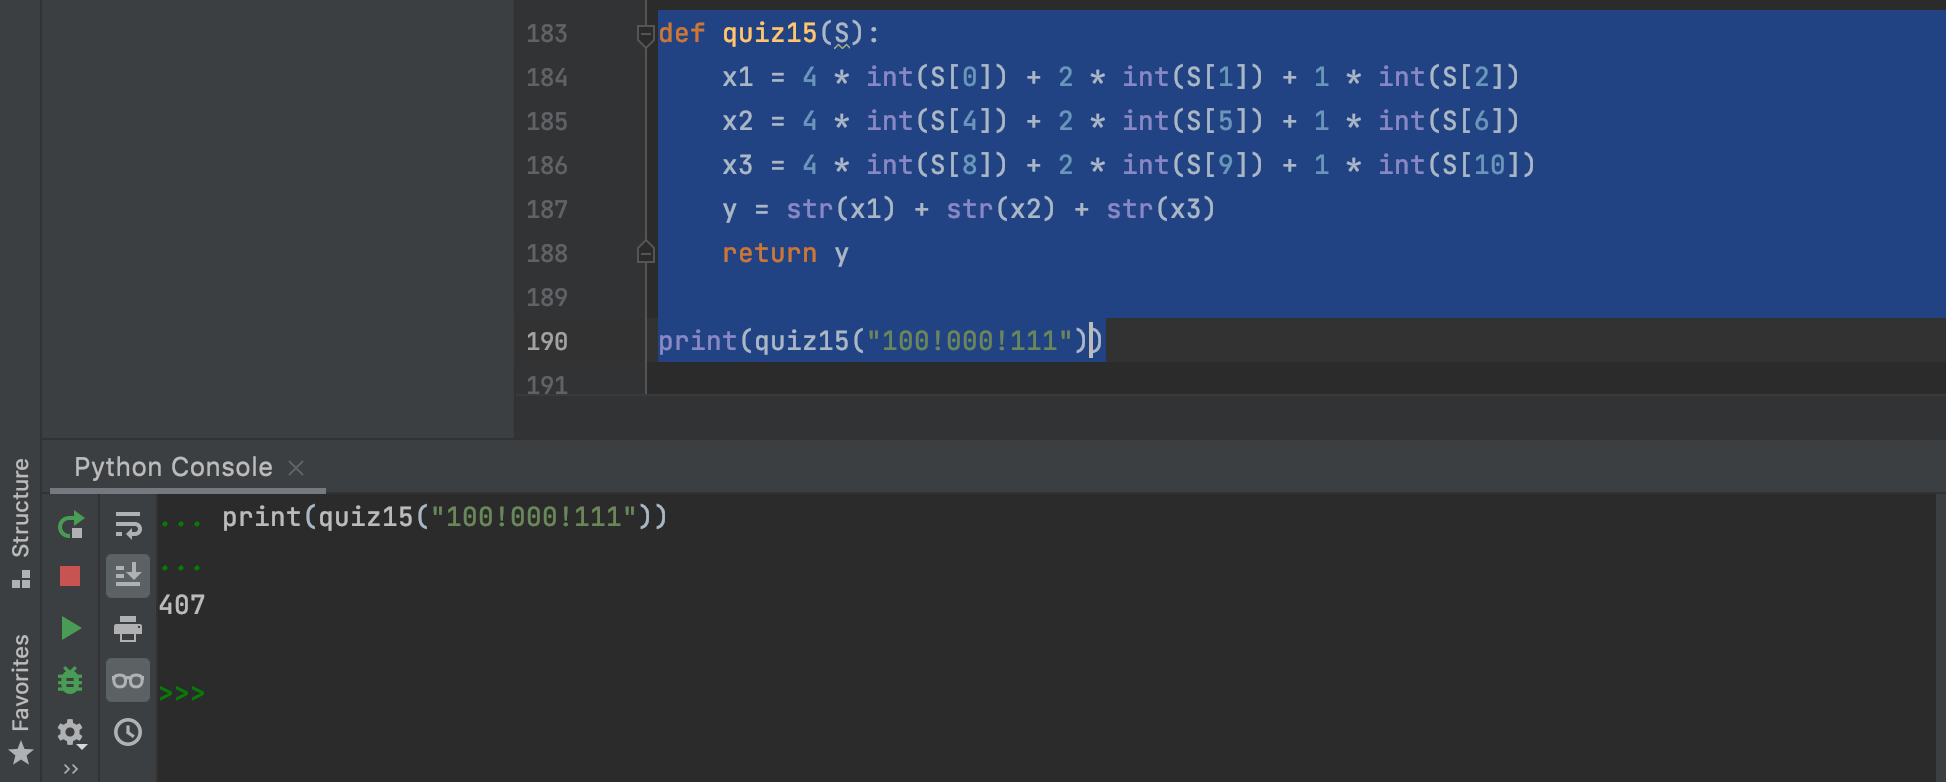 183 def quiz15(S):
184 x1 = 4 * int(S[0]) + 2 * int(S[1]) + 1 * int(S[2])
185 x2 = 4 * int(S[4]) + 2 * int(S[5]) + 1 * int(S[6])
186 x3 = 4 * int(S[8]) + 2 * int(S[9]) + 1 * int(S[10])
187 y = str(x1) + str(x2) + str(x3)
188 return y
189
190 print(quiz15("100!000!111"))
191
Structure
Favorites
Python Console
... print(quiz15("100!000!111"))
...
407
>>>